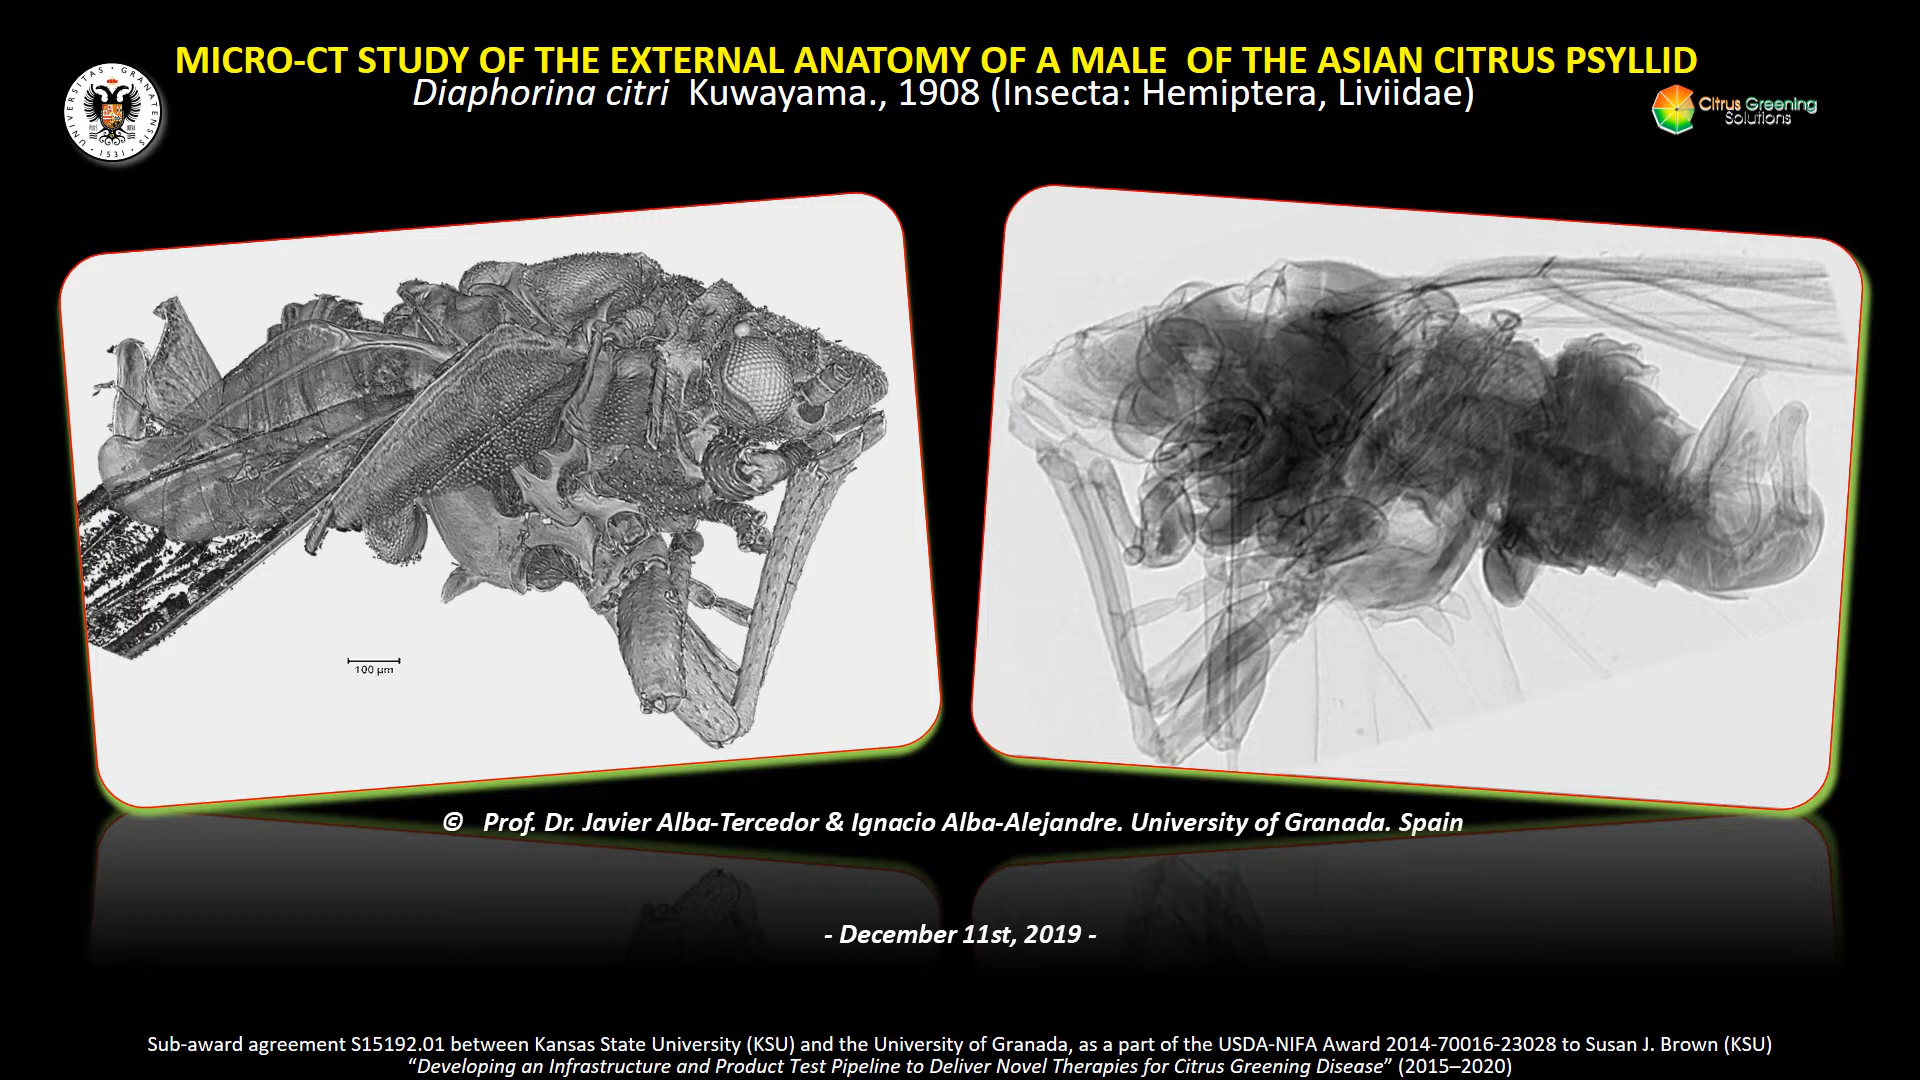 MICRO-CT STUDY OF THE EXTERNAL ANATOMY OF A MALE  OF THE ASIAN CITRUS PSYLLID
Diaphorina citri  Kuwayama., 1908 (Insecta: Hemiptera, Liviidae)
UNIVERSITAS · GRANATENSIS · 1531 ·
Citrus Greening
Solutions
100 µm
©   Prof. Dr. Javier Alba-Tercedor & Ignacio Alba-Alejandre. University of Granada. Spain
- December 11st, 2019 -
Sub-award agreement S15192.01 between Kansas State University (KSU) and the University of Granada, as a part of the USDA-NIFA Award 2014-70016-23028 to Susan J. Brown (KSU)
“Developing an Infrastructure and Product Test Pipeline to Deliver Novel Therapies for Citrus Greening Disease” (2015–2020)